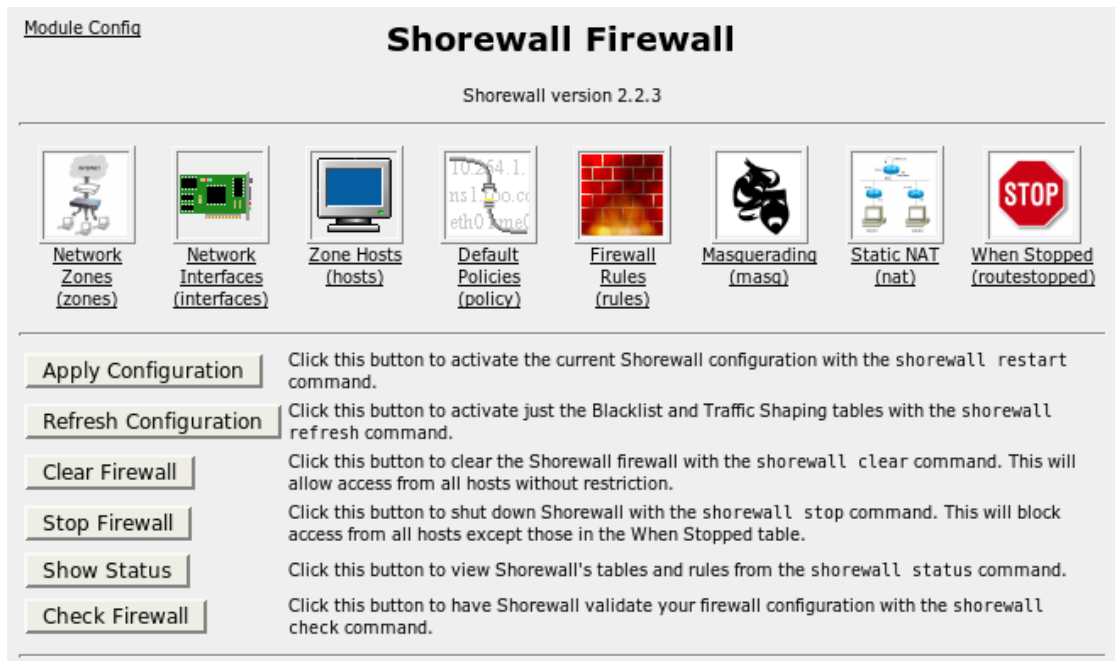 Module Config
Shorewall Firewall
Shorewall version 2.2.3
INTERNET
10.254.1.
ns1.foo.co
eth0
STOP
Network
Zones
(zones)
Network
Interfaces
(interfaces)
Zone Hosts
(hosts)
Default
Policies
(policy)
Firewall
Rules
(rules)
Masquerading
(masq)
Static NAT
(nat)
When Stopped
(routestopped)
Apply Configuration
Click this button to activate the current Shorewall configuration with the shorewall restart
command.
Refresh Configuration
Click this button to activate just the Blacklist and Traffic Shaping tables with the shorewall
refresh command.
Clear Firewall
Click this button to clear the Shorewall firewall with the shorewall clear command. This will
allow access from all hosts without restriction.
Stop Firewall
Click this button to shut down Shorewall with the shorewall stop command. This will block
access from all hosts except those in the When Stopped table.
Show Status
Click this button to view Shorewall's tables and rules from the shorewall status command.
Check Firewall
Click this button to have Shorewall validate your firewall configuration with the shorewall
check command.